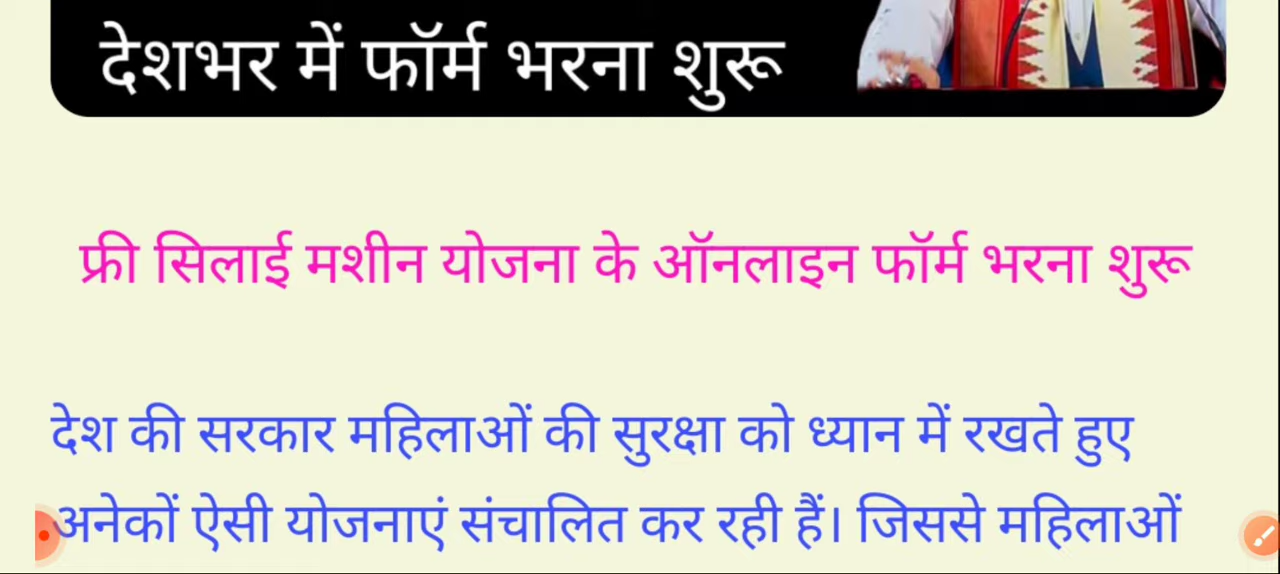 देशभर में फॉर्म भरना शुरू
फ्री सिलाई मशीन योजना के ऑनलाइन फॉर्म भरना शुरू
देश की सरकार महिलाओं की सुरक्षा को ध्यान में रखते हुए
अनेकों ऐसी योजनाएं संचालित कर रही हैं। जिससे महिलाओं